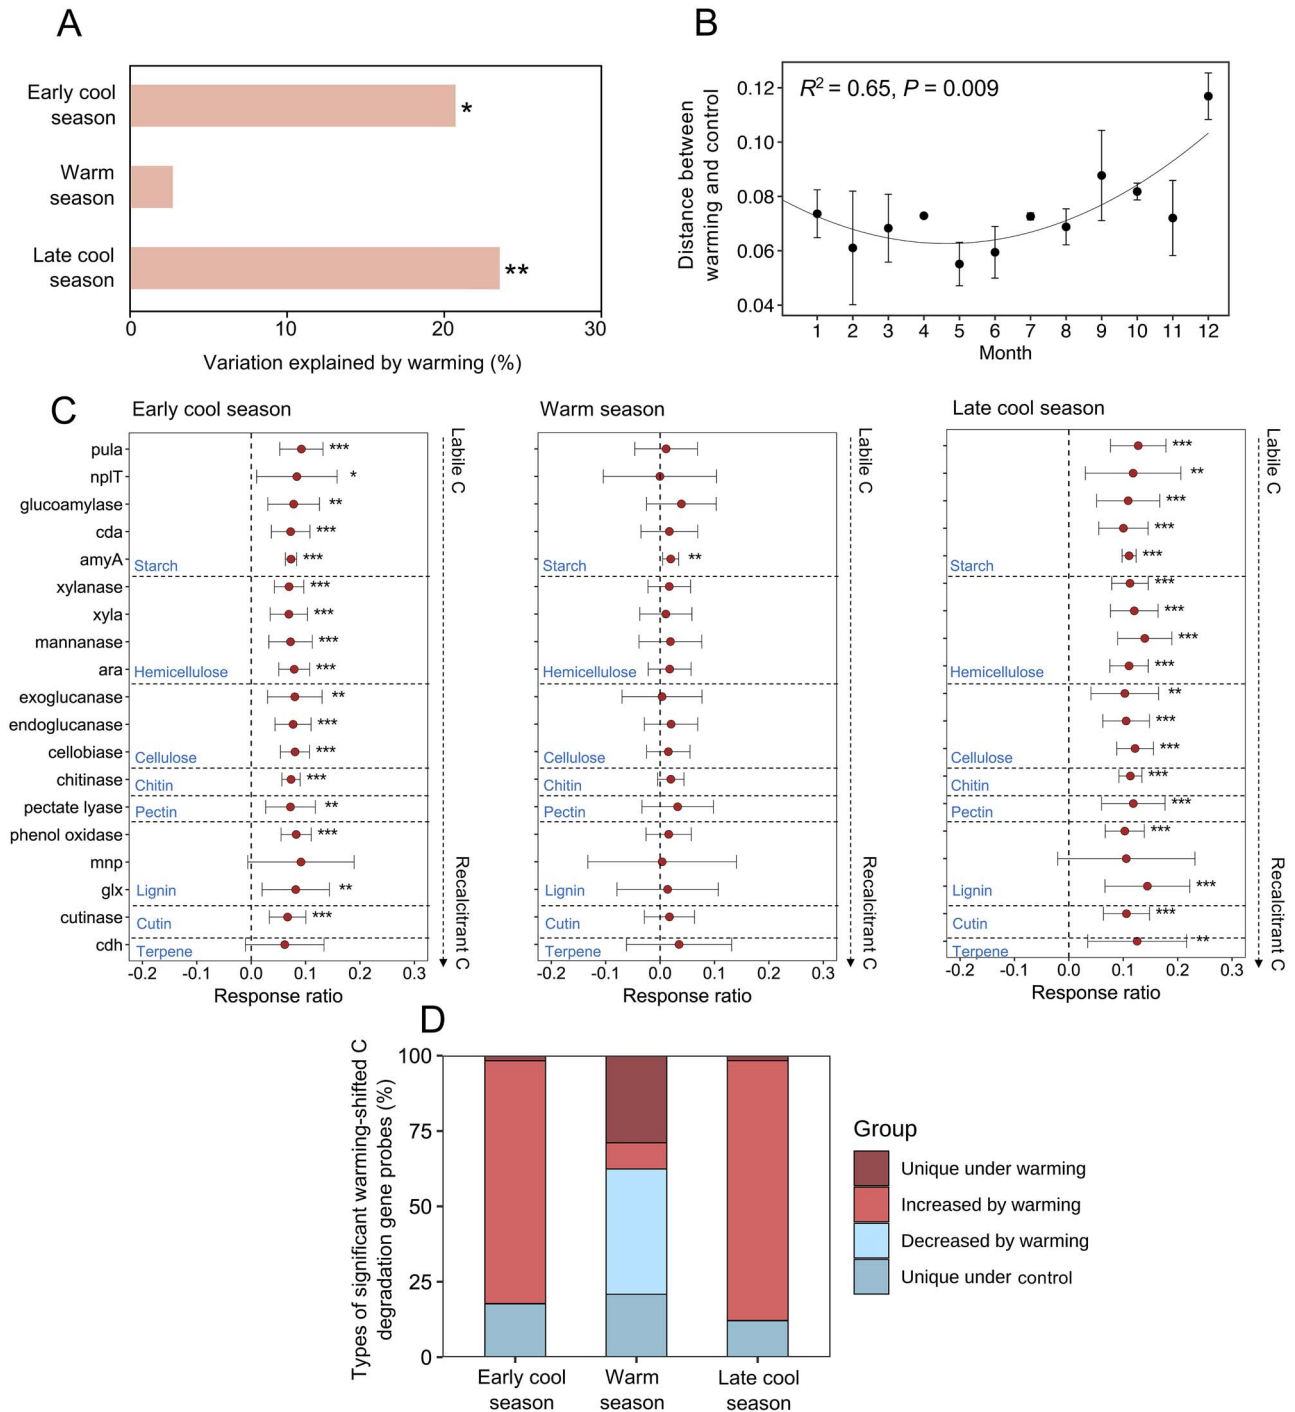 A
Early cool
season
*
Warm
season
Late cool
season
**
0 10 20 30
Variation explained by warming (%)
B
Distance between
warming and control
R² = 0.65, P = 0.009
0.12
0.10
0.08
0.06
0.04
1 2 3 4 5 6 7 8 9 10 11 12
Month
C
Early cool season
pula ***
nplT *
glucoamylase **
cda ***
amyA ***
Starch
xylanase ***
xyla ***
mannanase ***
ara ***
Hemicellulose
exoglucanase **
endoglucanase ***
cellobiase ***
Cellulose
chitinase ***
Chitin
pectate lyase **
Pectin
phenol oxidase ***
mnp
glx **
Lignin
cutinase ***
Cutin
cdh
Terpene
-0.2 -0.1 0.0 0.1 0.2 0.3
Response ratio
Labile C
Recalcitrant C
Warm season
**
Starch
Hemicellulose
Cellulose
Chitin
Pectin
Lignin
Cutin
Terpene
-0.2 -0.1 0.0 0.1 0.2 0.3
Response ratio
Labile C
Recalcitrant C
Late cool season
***
**
***
***
***
Starch
***
***
***
***
Hemicellulose
**
***
***
Cellulose
***
Chitin
***
Pectin
***
***
Lignin
***
Cutin
**
Terpene
-0.2 -0.1 0.0 0.1 0.2 0.3
Response ratio
Labile C
Recalcitrant C
D
Types of significant warming-shifted C
degradation gene probes (%)
100
75
50
25
0
Early cool
season
Warm
season
Late cool
season
Group
Unique under warming
Increased by warming
Decreased by warming
Unique under control